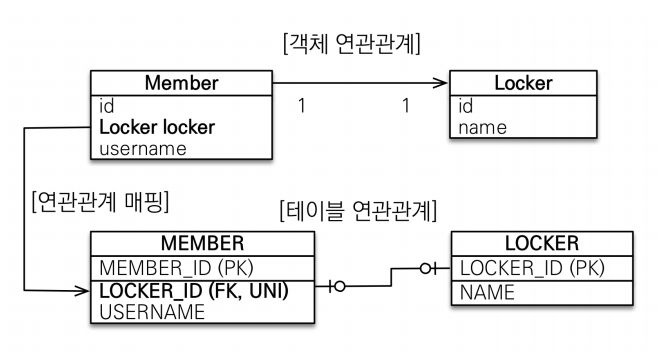 [객체 연관관계]
Member
id
Locker locker
username
1
1
Locker
id
name
[연관관계 매핑]
[테이블 연관관계]
MEMBER
MEMBER_ID (PK)
LOCKER_ID (FK, UNI)
USERNAME
LOCKER
LOCKER_ID (PK)
NAME